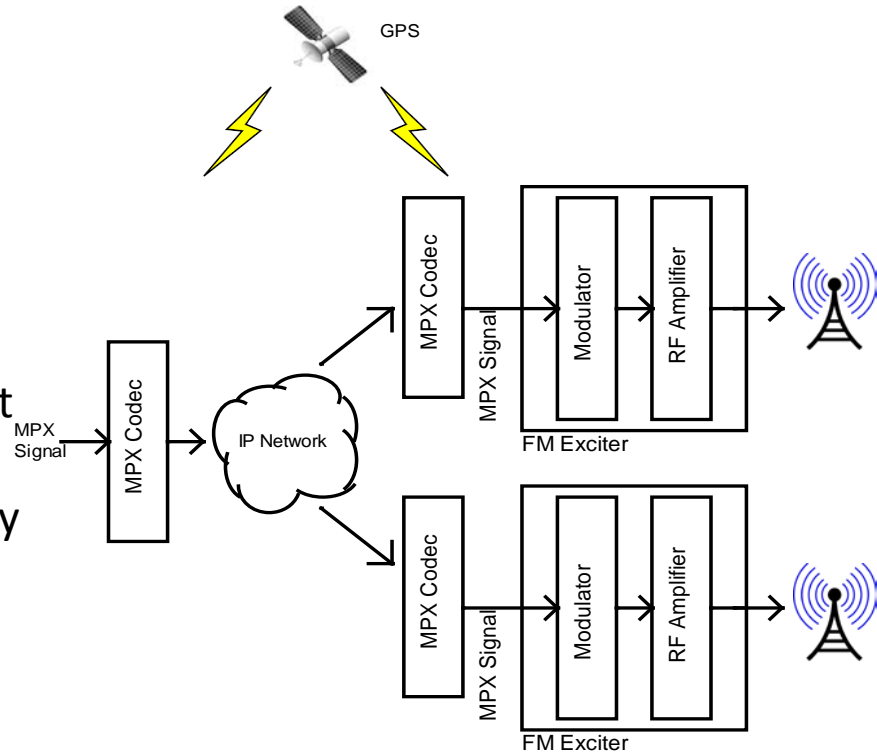 GPS
MPX Codec
MPX Signal
Modulator
RF Amplifier
FM Exciter
t
MPX
Signal
MPX Codec
IP Network
y
MPX Codec
MPX Signal
Modulator
RF Amplifier
FM Exciter